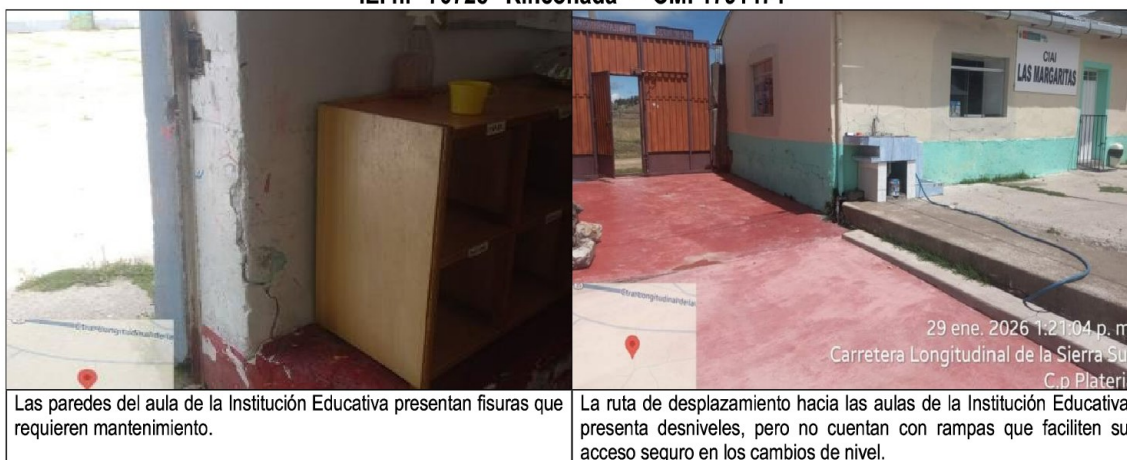 CIAI
LAS MARGARITAS
29 ene. 2026 1:21:04 p. m
Carretera Longitudinal de la Sierra Su
C.p Plateri
Las paredes del aula de la Institución Educativa presentan fisuras que
requieren mantenimiento.
La ruta de desplazamiento hacia las aulas de la Institución Educativa
presenta desniveles, pero no cuentan con rampas que faciliten su
acceso seguro en los cambios de nivel.